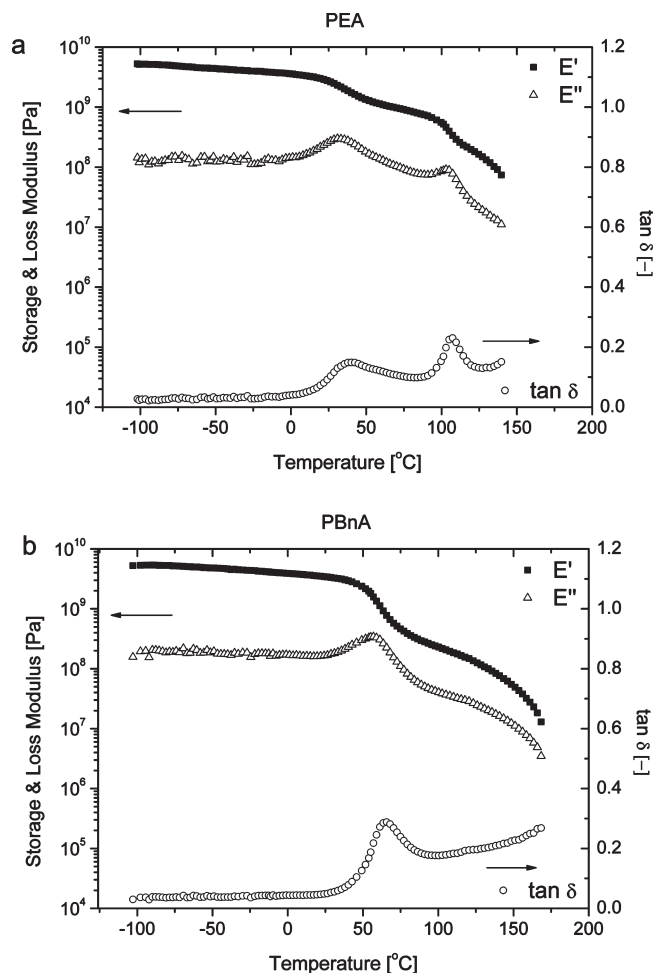 PEA
a
10^10
10^9
10^8
10^7
10^6
10^5
10^4
Storage & Loss Modulus [Pa]
E'
E''
tan δ
1.2
1.0
0.8
0.6
0.4
0.2
0.0
tan δ [–]
-100 -50 0 50 100 150 200
Temperature [°C]
PBnA
b
10^10
10^9
10^8
10^7
10^6
10^5
10^4
Storage & Loss Modulus [Pa]
E'
E''
tan δ
1.2
1.0
0.8
0.6
0.4
0.2
0.0
tan δ [–]
-100 -50 0 50 100 150 200
Temperature [°C]